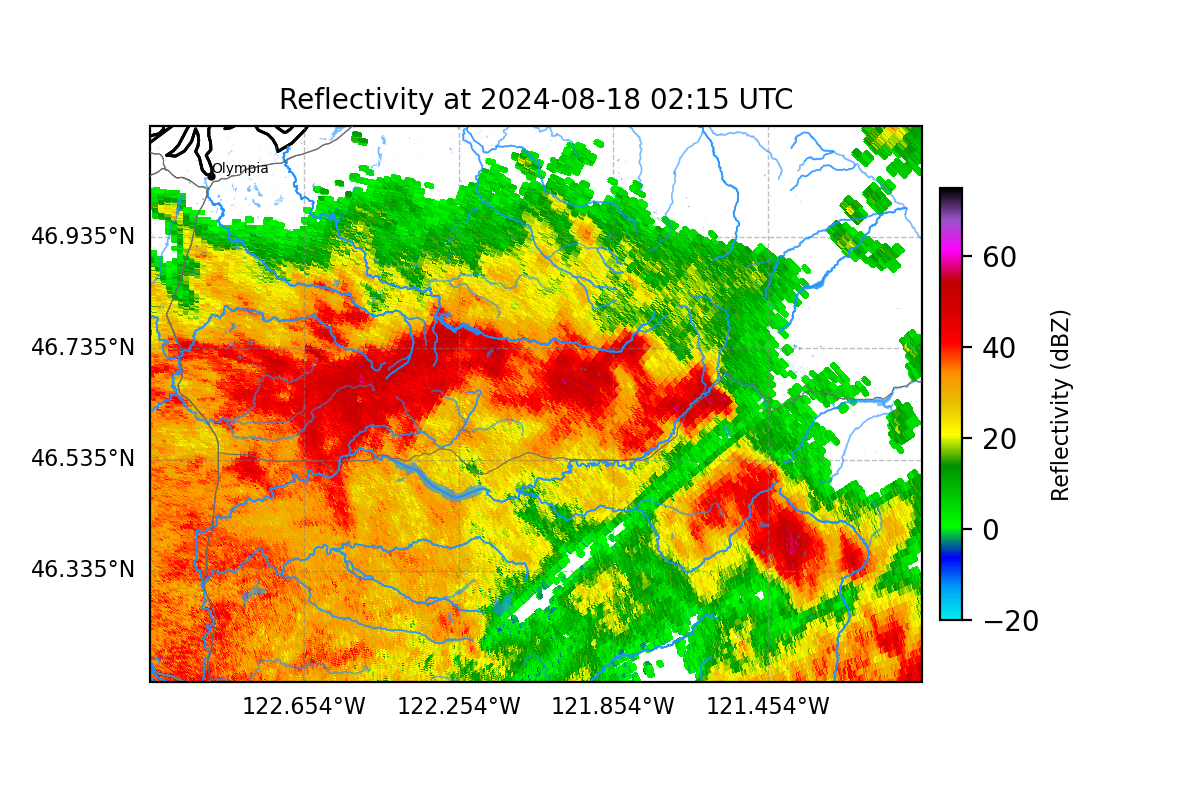 Reflectivity at 2024-08-18 02:15 UTC
Olympia
46.935°N
46.735°N
46.535°N
46.335°N
122.654°W
122.254°W
121.854°W
121.454°W
60
40
20
0
−20
Reflectivity (dBZ)